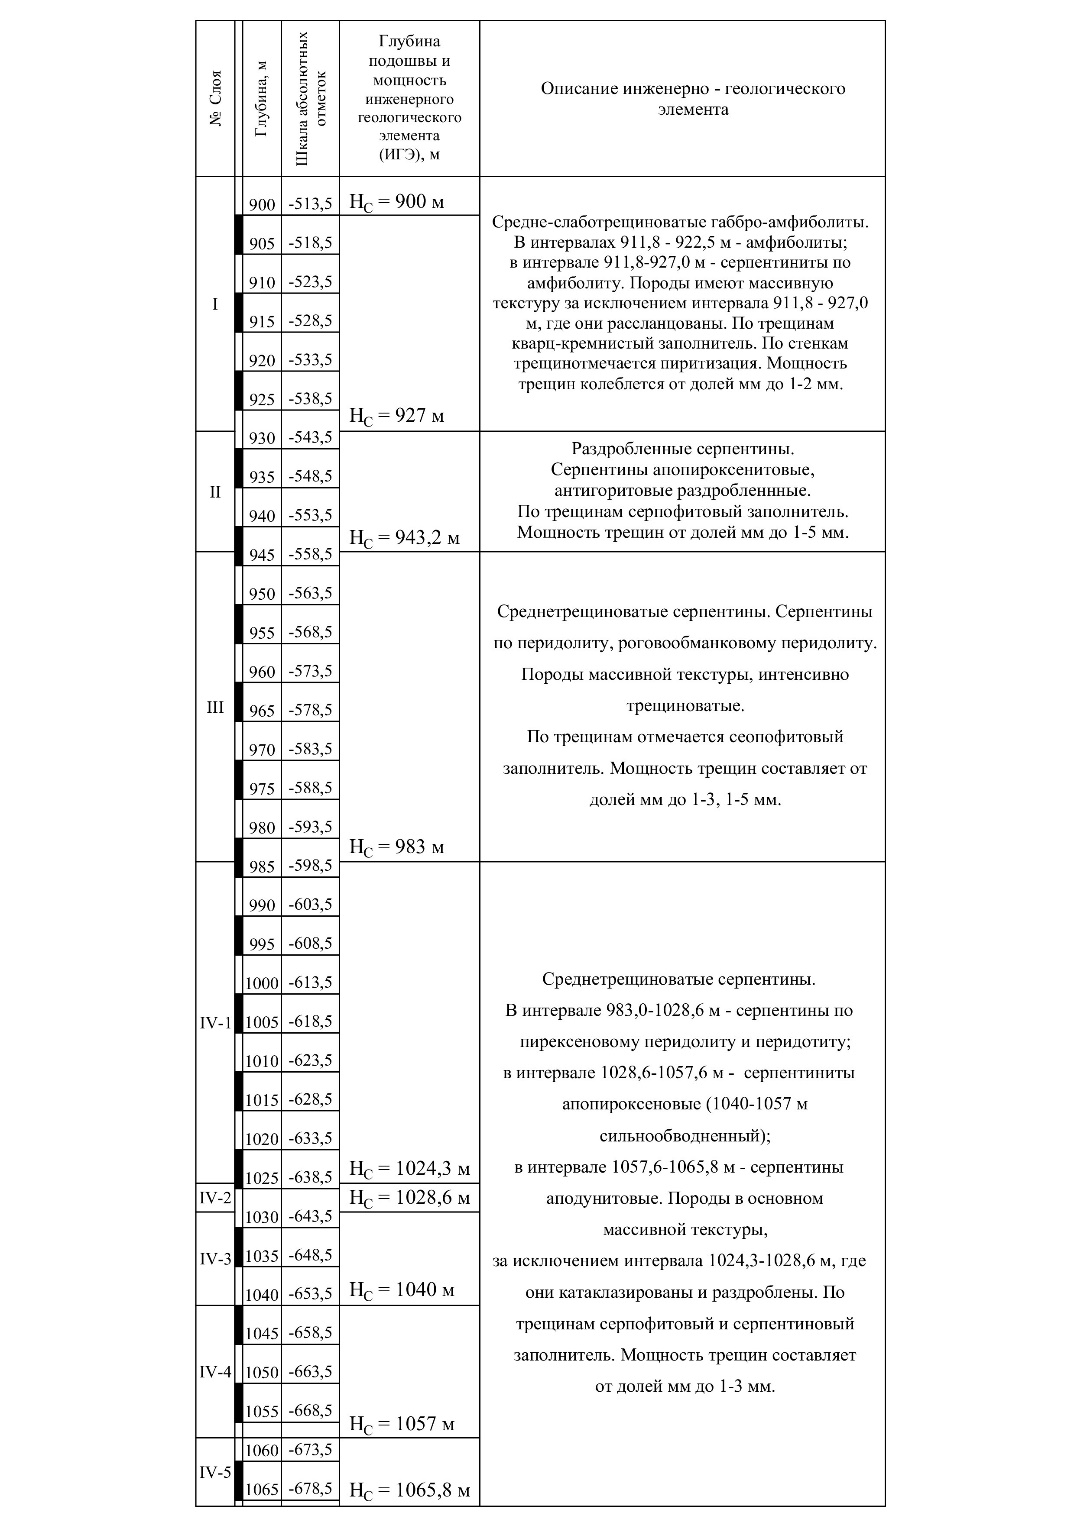 № Слоя
Глубина, м
Шкала абсолютных
отметок
Глубина
подошвы и
мощность
инженерного
геологического
элемента
(ИГЭ), м
Описание инженерно - геологического
элемента
I
900 -513,5
905 -518,5
910 -523,5
915 -528,5
920 -533,5
925 -538,5
HC = 900 м
HC = 927 м
Средне-слаботрещиноватые габбро-амфиболиты.
В интервалах 911,8 - 922,5 м - амфиболиты;
в интервале 911,8-927,0 м - серпентиниты по
амфиболиту. Породы имеют массивную
текстуру за исключением интервала 911,8 - 927,0
м, где они рассланцованы. По трещинам
кварц-кремнистый заполнитель. По стенкам
трещинотмечается пиритизация. Мощность
трещин колеблется от долей мм до 1-2 мм.
II
930 -543,5
935 -548,5
940 -553,5
HC = 943,2 м
Раздробленные серпентины.
Серпентины апопироксенитовые,
антигоритовые раздробленнные.
По трещинам серпофитовый заполнитель.
Мощность трещин от долей мм до 1-5 мм.
III
945 -558,5
950 -563,5
955 -568,5
960 -573,5
965 -578,5
970 -583,5
975 -588,5
980 -593,5
HC = 983 м
Среднетрещиноватые серпентины. Серпентины
по перидолиту, роговообманковому перидолиту.
Породы массивной текстуры, интенсивно
трещиноватые.
По трещинам отмечается сеопофитовый
заполнитель. Мощность трещин составляет от
долей мм до 1-3, 1-5 мм.
IV-1
985 -598,5
990 -603,5
995 -608,5
1000 -613,5
1005 -618,5
1010 -623,5
1015 -628,5
1020 -633,5
1025 -638,5
HC = 1024,3 м
IV-2
HC = 1028,6 м
IV-3
1030 -643,5
1035 -648,5
1040 -653,5
HC = 1040 м
IV-4
1045 -658,5
1050 -663,5
1055 -668,5
HC = 1057 м
IV-5
1060 -673,5
1065 -678,5
HC = 1065,8 м
Среднетрещиноватые серпентины.
В интервале 983,0-1028,6 м - серпентины по
пирексеновому перидолиту и перидотиту;
в интервале 1028,6-1057,6 м - серпентиниты
апопироксеновые (1040-1057 м
сильнообводненный);
в интервале 1057,6-1065,8 м - серпентины
аподунитовые. Породы в основном
массивной текстуры,
за исключением интервала 1024,3-1028,6 м, где
они катаклазированы и раздроблены. По
трещинам серпофитовый и серпентиновый
заполнитель. Мощность трещин составляет
от долей мм до 1-3 мм.